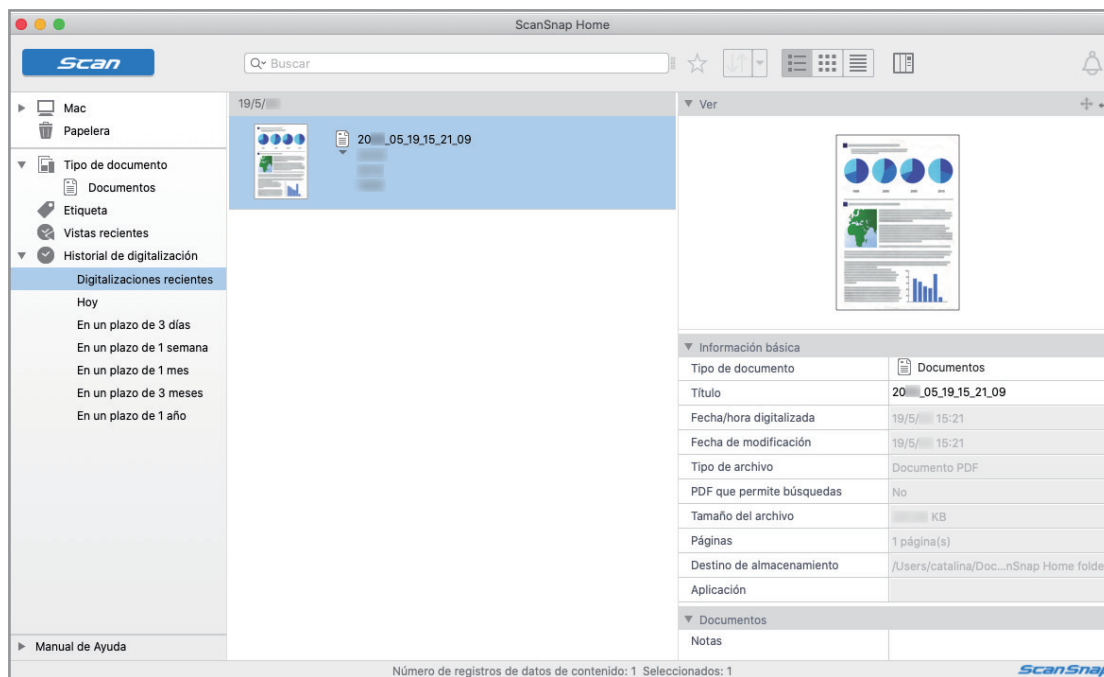 ScanSnap Home
Scan
Buscar
Mac
Papelera
Tipo de documento
Documentos
Etiqueta
Vistas recientes
Historial de digitalización
Digitalizaciones recientes
Hoy
En un plazo de 3 días
En un plazo de 1 semana
En un plazo de 1 mes
En un plazo de 3 meses
En un plazo de 1 año
Manual de Ayuda
19/5/
20 _05_19_15_21_09
Ver
Información básica
Tipo de documento Documentos
Título 20 _05_19_15_21_09
Fecha/hora digitalizada 19/5/ 15:21
Fecha de modificación 19/5/ 15:21
Tipo de archivo Documento PDF
PDF que permite búsquedas No
Tamaño del archivo KB
Páginas 1 página(s)
Destino de almacenamiento /Users/catalina/Doc...nSnap Home folde
Aplicación
Documentos
Notas
Número de registros de datos de contenido: 1 Seleccionados: 1
ScanSnap